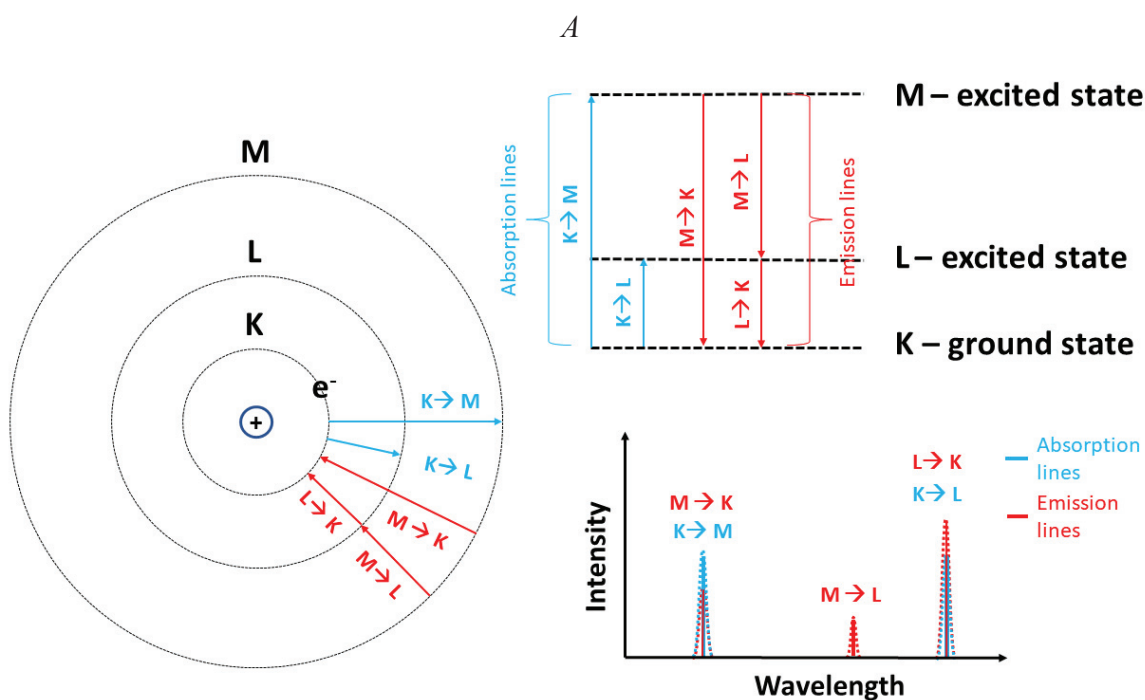 A
M
L
K
e-
+
K→ M
K→ L
L→ K
M→ K
M→ L
Absorption lines
K→ M
K→ L
M→ K
M→ L
L→ K
Emission lines
M – excited state
L – excited state
K – ground state
Intensity
Wavelength
M → K
K→ M
M → L
L→ K
K→ L
Absorption
lines
Emission
lines